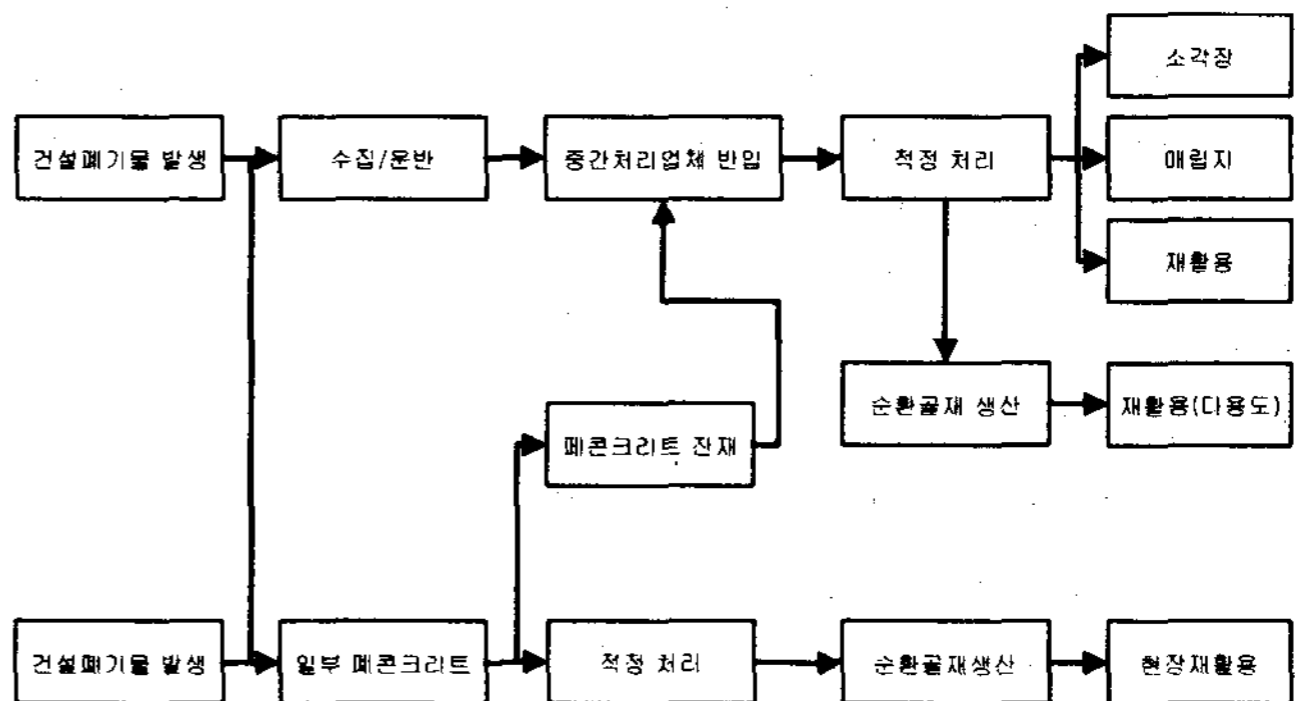 소각장
건설폐기물 발생
수집/운반
중간처리업체 반입
적정 처리
매립지
재활용
순환골재 생산
재활용(다용도)
폐콘크리트 잔재
건설폐기물 발생
일부 폐콘크리트
적정 처리
순환골재생산
현장재활용